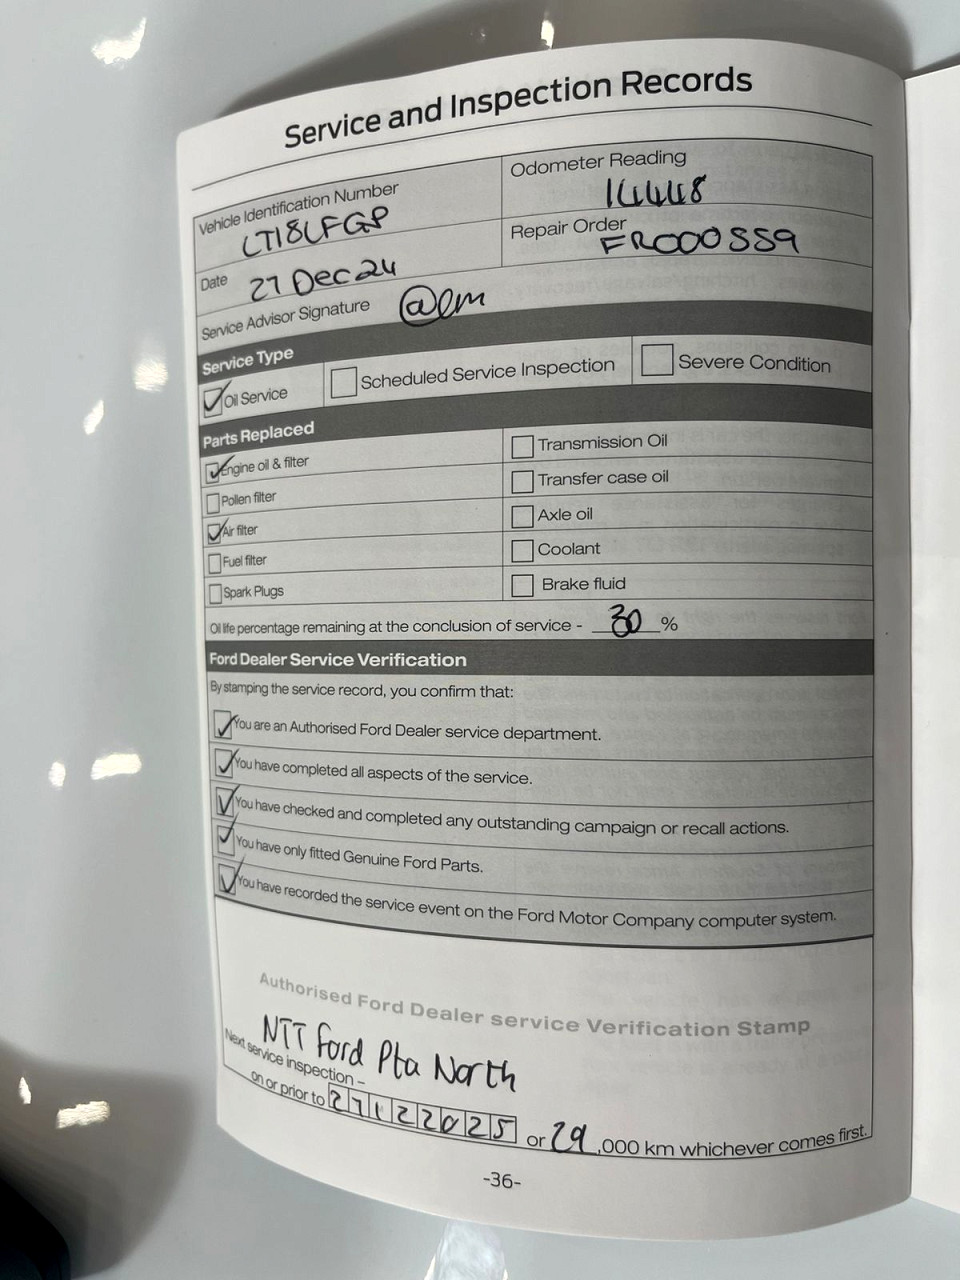 Service and Inspection Records
Vehicle Identification Number
LT18LFGP
Odometer Reading
14448
Date
27 Dec 24
Repair Order
FRO00559
Service Advisor Signature
Service Type
Oil Service
Scheduled Service Inspection
Severe Condition
Parts Replaced
Engine oil & filter
Transmission Oil
Pollen filter
Transfer case oil
Air filter
Axle oil
Fuel filter
Coolant
Spark Plugs
Brake fluid
Oil life percentage remaining at the conclusion of service - 30 %
Ford Dealer Service Verification
By stamping the service record, you confirm that:
You are an Authorised Ford Dealer service department.
You have completed all aspects of the service.
You have checked and completed any outstanding campaign or recall actions.
You have only fitted Genuine Ford Parts.
You have recorded the service event on the Ford Motor Company computer system.
Authorised Ford Dealer service Verification Stamp
NTT Ford Pta North
Next service inspection –
on or prior to 27122025 or 29 ,000 km whichever comes first.
-36-